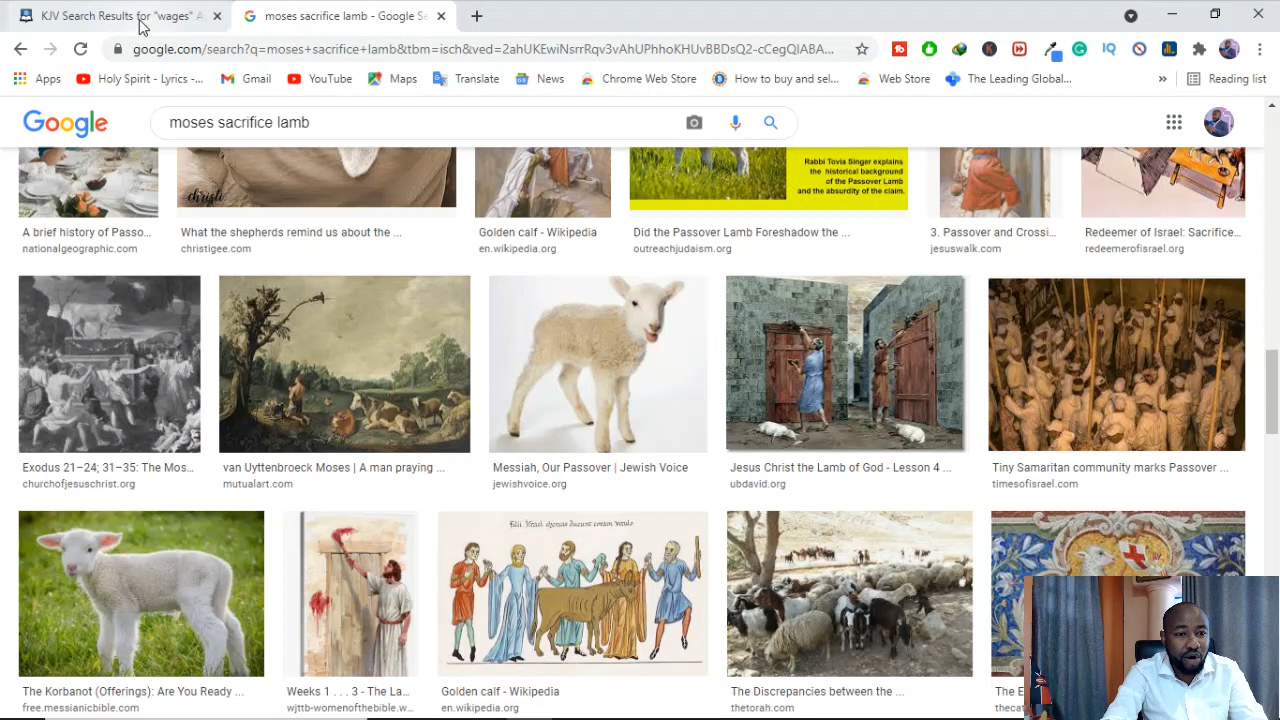 KJV Search Results for "wages" A
moses sacrifice lamb - Google Se
google.com/search?q=moses+sacrifice+lamb&tbm=isch&ved=2ahUKEwiNsrrRqv3vAhUPhhoKHUvBBDsQ2-cCegQIABA...
Apps
Holy Spirit - Lyrics -...
Gmail
YouTube
Maps
Translate
News
Chrome Web Store
How to buy and sel...
Web Store
The Leading Global...
»
Reading list
Google
moses sacrifice lamb
christi
Rabbi Tovia Singer explains
the historical background
of the Passover Lamb
and the absurdity of the claim.
A brief history of Passo...
nationalgeographic.com
What the shepherds remind us about the ...
christigee.com
Golden calf - Wikipedia
en.wikipedia.org
Did the Passover Lamb Foreshadow the ...
outreachjudaism.org
3. Passover and Crossi...
jesuswalk.com
Redeemer of Israel: Sacrifice...
redeemerofisrael.org
Exodus 21–24; 31–35: The Mos...
churchofjesuschrist.org
van Uyttenbroeck Moses | A man praying ...
mutualart.com
Messiah, Our Passover | Jewish Voice
jewishvoice.org
Jesus Christ the Lamb of God - Lesson 4 ...
ubdavid.org
Tiny Samaritan community marks Passover ...
timesofisrael.com
The Korbanot (Offerings): Are You Ready ...
free.messianicbible.com
Weeks 1 . . . 3 - The La...
wjttb-womenofthebible.w...
Golden calf - Wikipedia
en.wikipedia.org
The Discrepancies between the ...
thetorah.com
The E
thecat